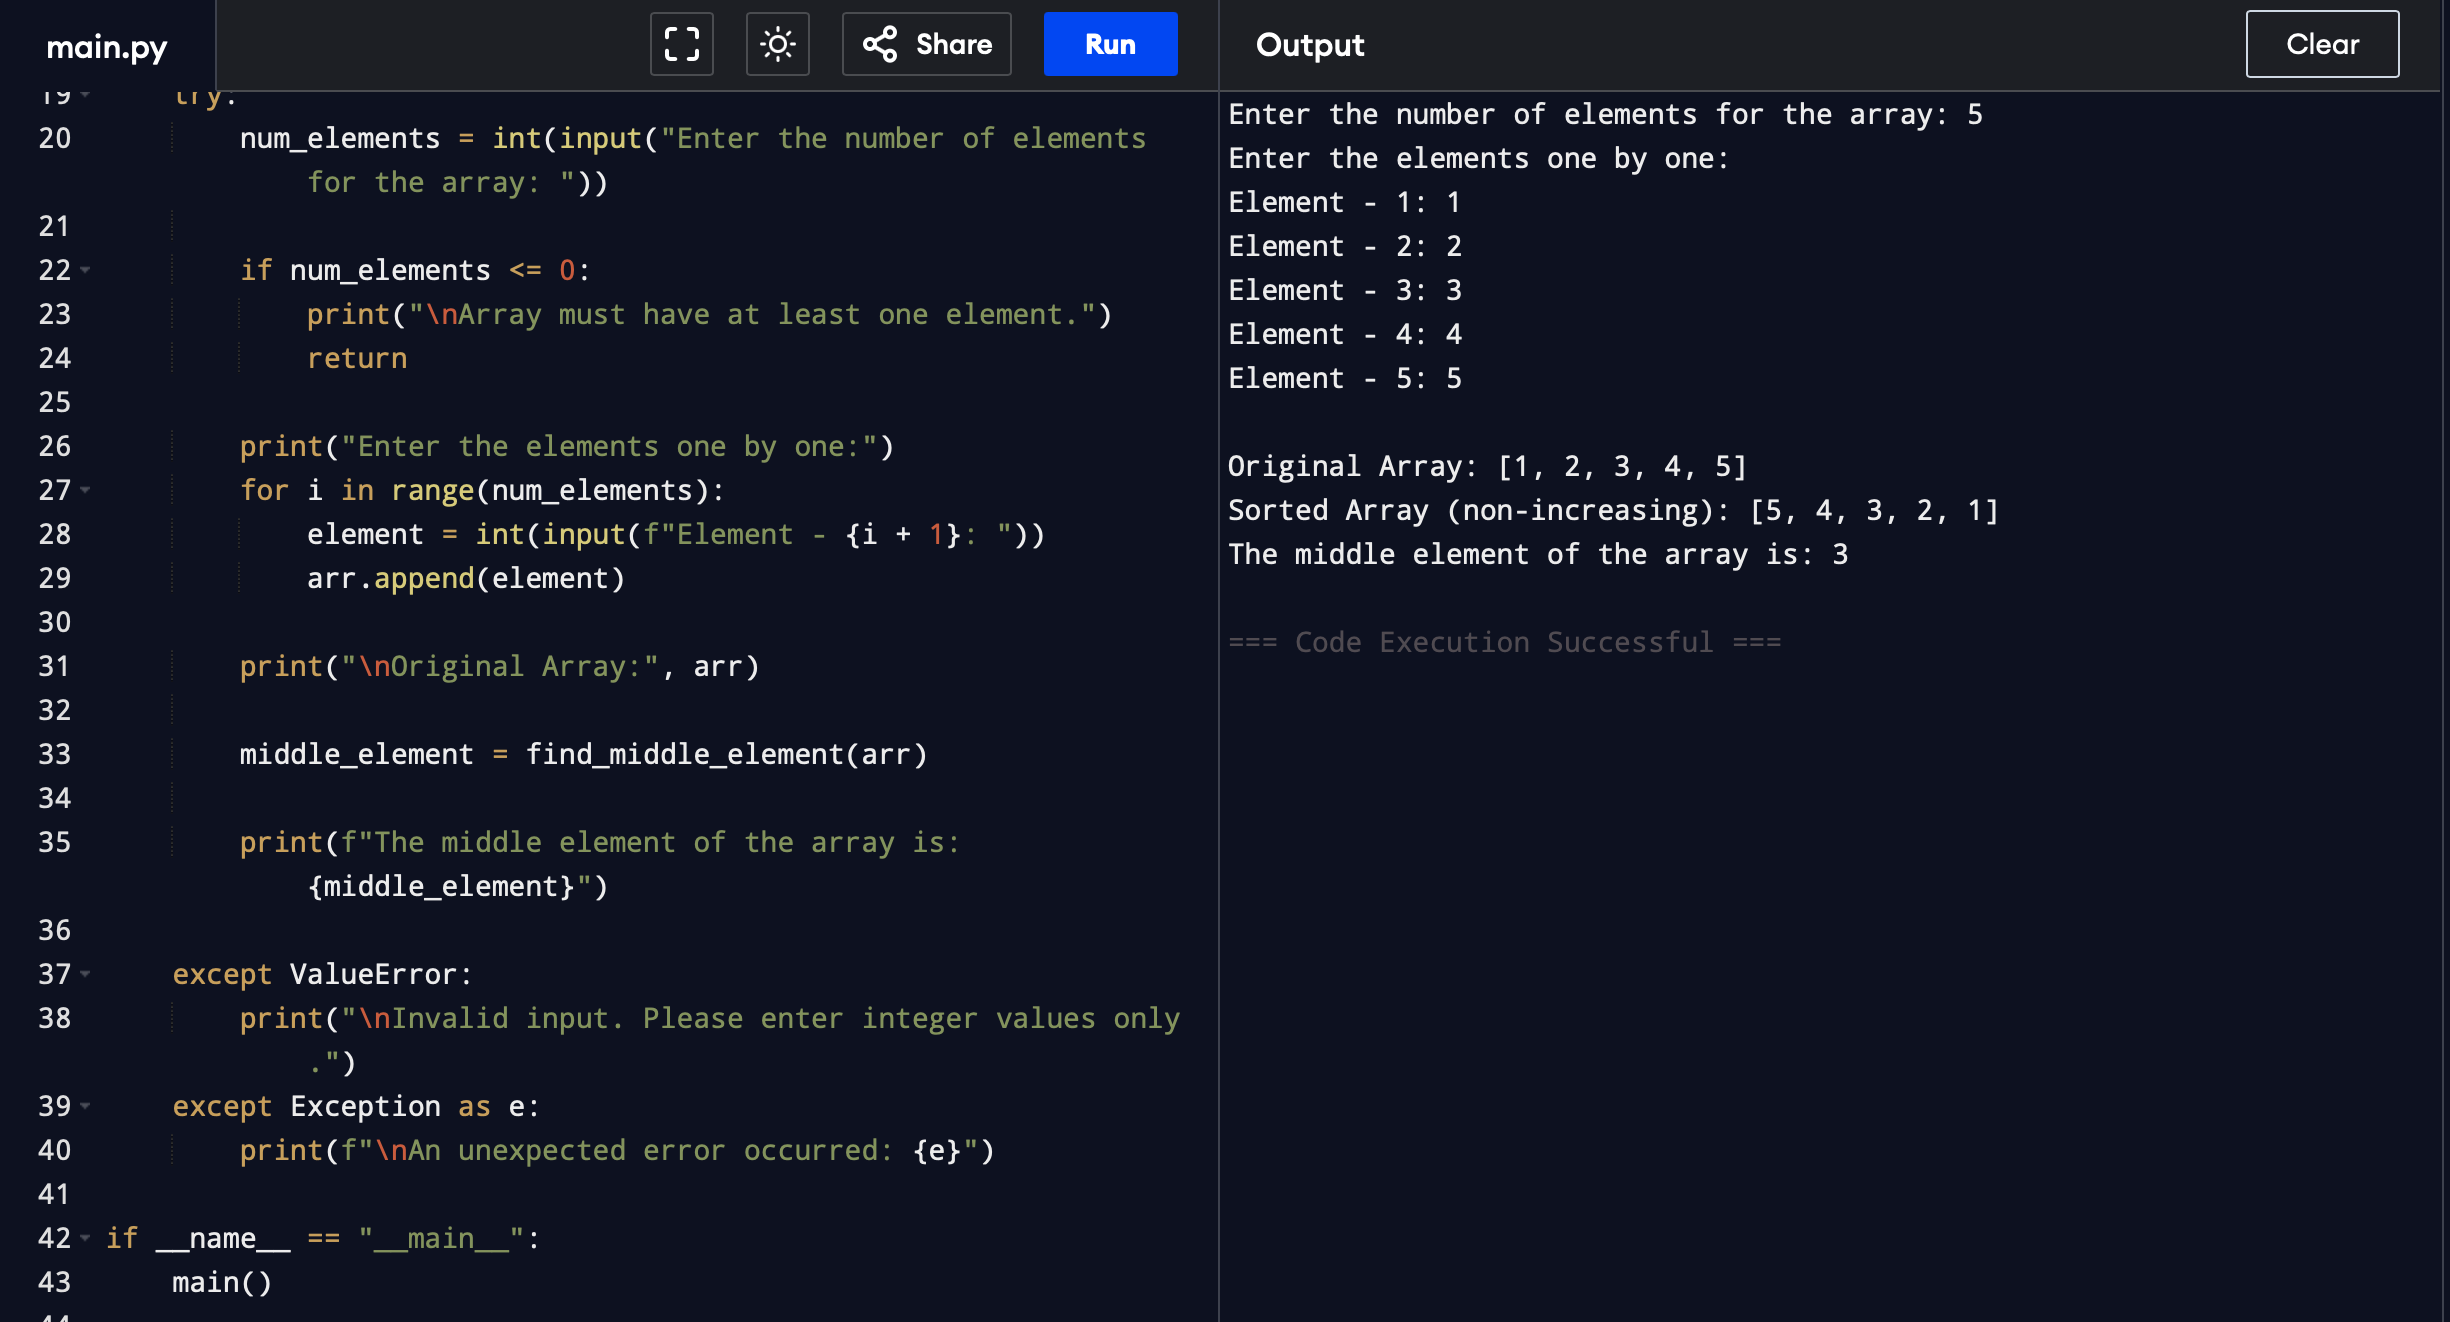 main.py
Share
Run
Output
Clear
19 try:
20 num_elements = int(input("Enter the number of elements
for the array: "))
21
22 if num_elements <= 0:
23 print("\nArray must have at least one element.")
24 return
25
26 print("Enter the elements one by one:")
27 for i in range(num_elements):
28 element = int(input(f"Element - {i + 1}: "))
29 arr.append(element)
30
31 print("\nOriginal Array:", arr)
32
33 middle_element = find_middle_element(arr)
34
35 print(f"The middle element of the array is:
{middle_element}")
36
37 except ValueError:
38 print("\nInvalid input. Please enter integer values only
.")
39 except Exception as e:
40 print(f"\nAn unexpected error occurred: {e}")
41
42 if __name__ == "__main__":
43 main()
44
Enter the number of elements for the array: 5
Enter the elements one by one:
Element - 1: 1
Element - 2: 2
Element - 3: 3
Element - 4: 4
Element - 5: 5
Original Array: [1, 2, 3, 4, 5]
Sorted Array (non-increasing): [5, 4, 3, 2, 1]
The middle element of the array is: 3
=== Code Execution Successful ===